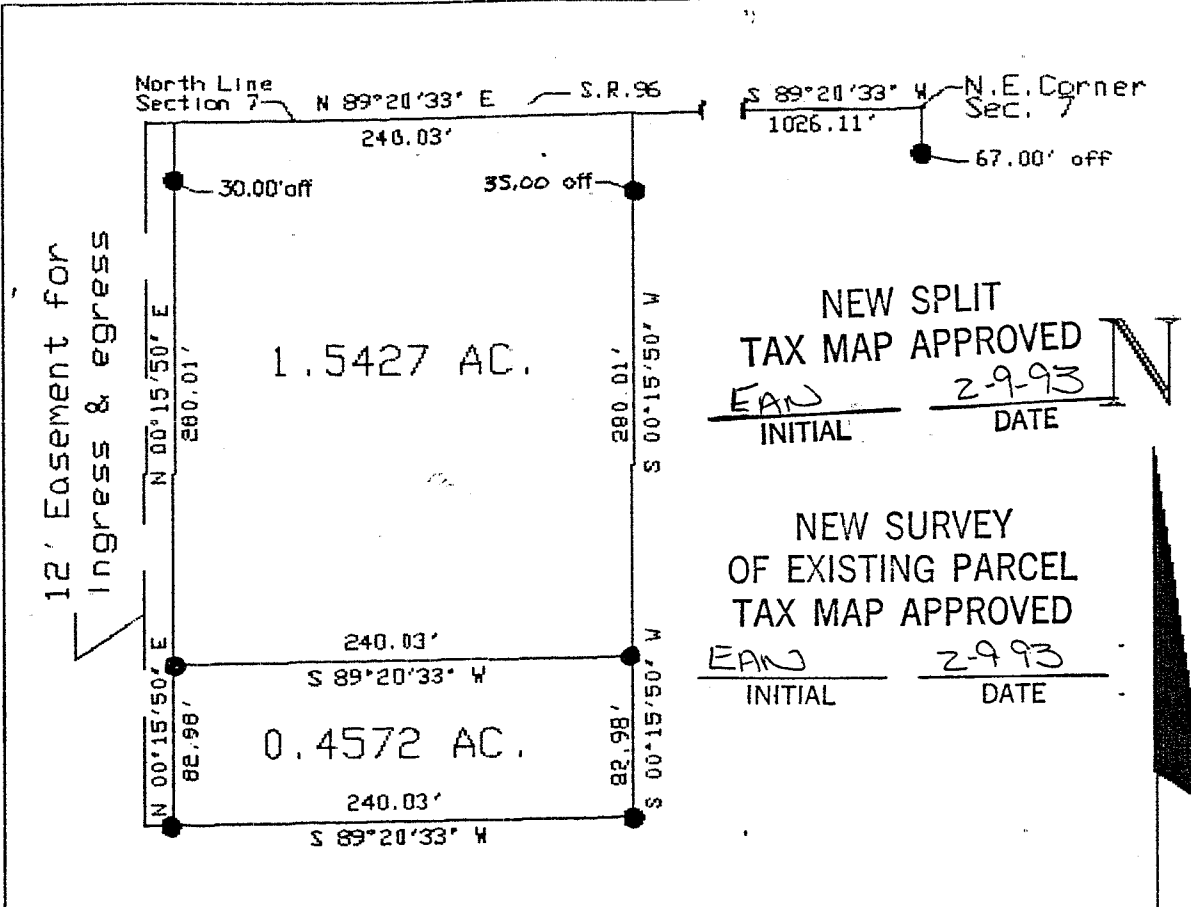 North Line
Section 7
N 89°20'33" E
S.R.96
S 89°20'33" W
N.E.Corner
Sec. 7
240.03'
1026.11'
67.00' off
30.00'off
35.00 off
12' Easement for
Ingress & egress
N 00°15'50" E
280.01'
1.5427 AC.
280.01'
S 00°15'50" W
NEW SPLIT
TAX MAP APPROVED
N
EAN 2-9-93
INITIAL DATE
NEW SURVEY
OF EXISTING PARCEL
TAX MAP APPROVED
EAN 2-9 93
INITIAL DATE
240.03'
S 89°20'33" W
N 00°15'50" E
82.98'
0.4572 AC.
82.98'
S 00°15'50" W
240.03'
S 89°20'33" W